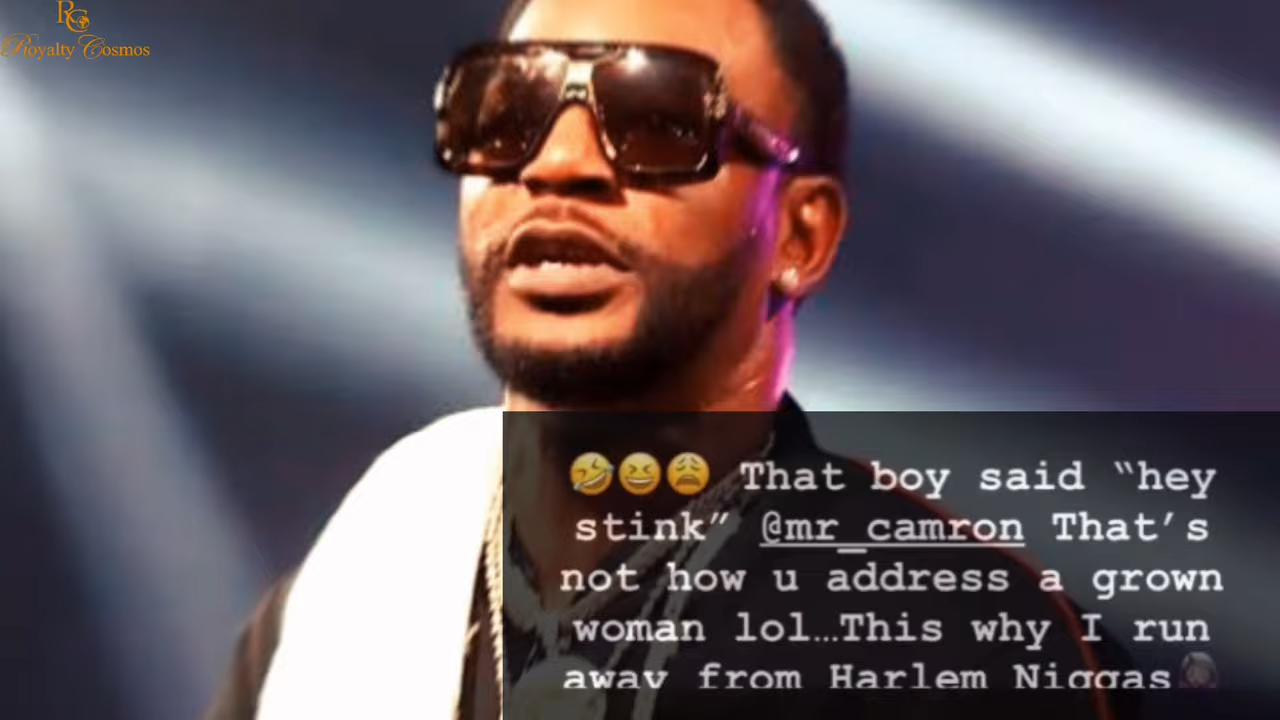 RC
Royalty Cosmos
🤣😆😩 That boy said “hey
stink” @mr_camron That’s
not how u address a grown
woman lol…This why I run
away from Harlem Niggas